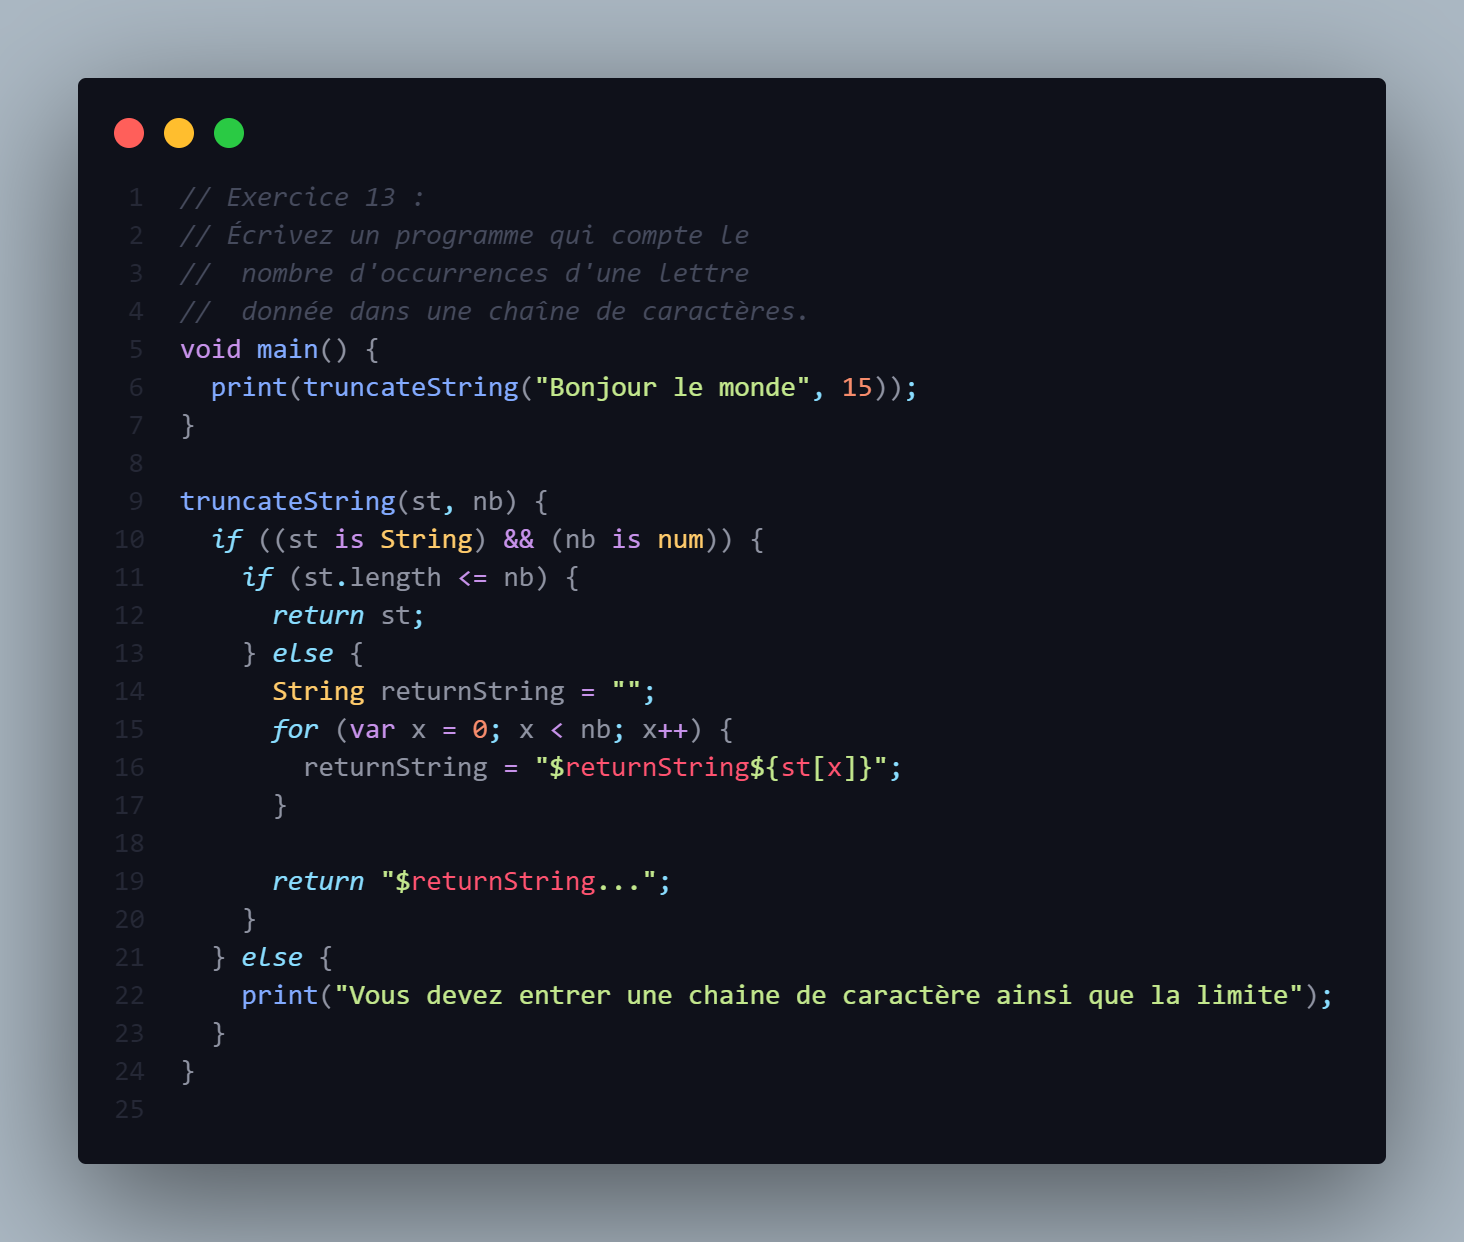 1 // Exercice 13 :
2 // Écrivez un programme qui compte le
3 //  nombre d'occurrences d'une lettre
4 //  donnée dans une chaîne de caractères.
5 void main() {
6   print(truncateString("Bonjour le monde", 15));
7 }
8
9 truncateString(st, nb) {
10   if ((st is String) && (nb is num)) {
11     if (st.length <= nb) {
12       return st;
13     } else {
14       String returnString = "";
15       for (var x = 0; x < nb; x++) {
16         returnString = "$returnString${st[x]}";
17       }
18
19       return "$returnString...";
20     }
21   } else {
22     print("Vous devez entrer une chaine de caractère ainsi que la limite");
23   }
24 }
25